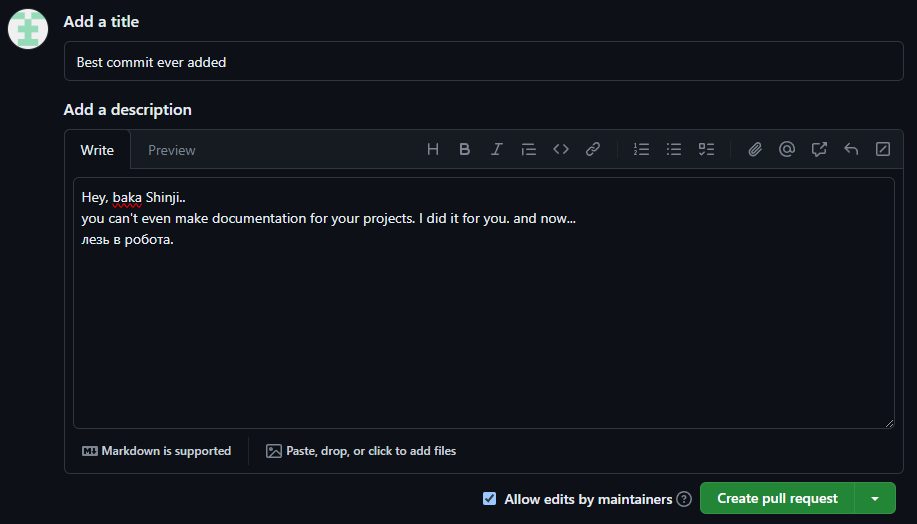 Add a title
Best commit ever added
Add a description
Write
Preview
Hey, baka Shinji..
you can't even make documentation for your projects. I did it for you. and now...
лезь в робота.
Markdown is supported
Paste, drop, or click to add files
Allow edits by maintainers
Create pull request